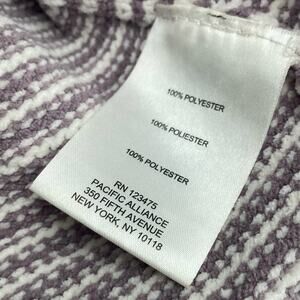 100% POLYESTER
100% POLIESTER
100% POLYESTER
RN 123475
PACIFIC ALLIANCE
350 FIFTH AVENUE
NEW YORK, NY 10118